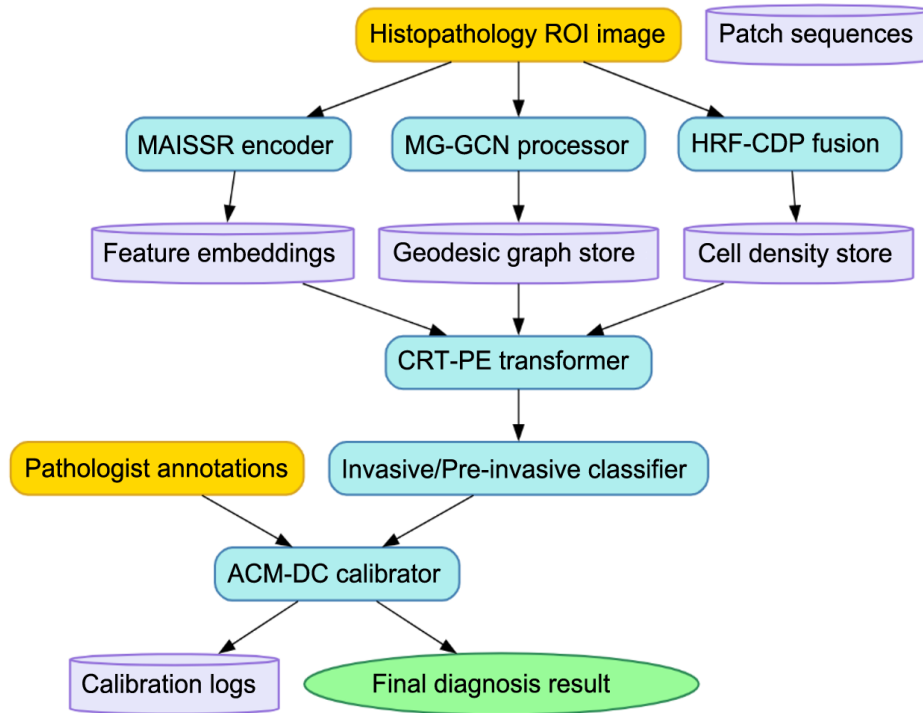 Histopathology ROI image
Patch sequences
MAISSR encoder
MG-GCN processor
HRF-CDP fusion
Feature embeddings
Geodesic graph store
Cell density store
CRT-PE transformer
Pathologist annotations
Invasive/Pre-invasive classifier
ACM-DC calibrator
Calibration logs
Final diagnosis result